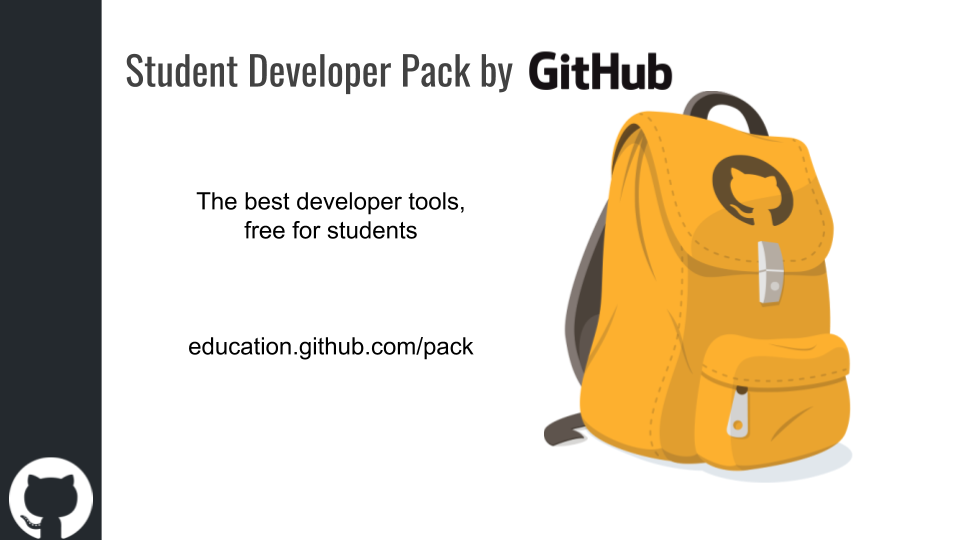 Student Developer Pack by GitHub
The best developer tools,
free for students
education.github.com/pack